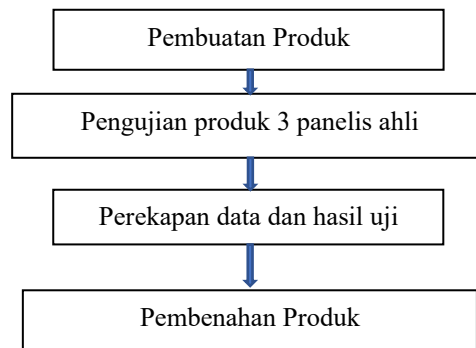 Pembuatan Produk
Pengujian produk 3 panelis ahli
Perekapan data dan hasil uji
Pembenahan Produk